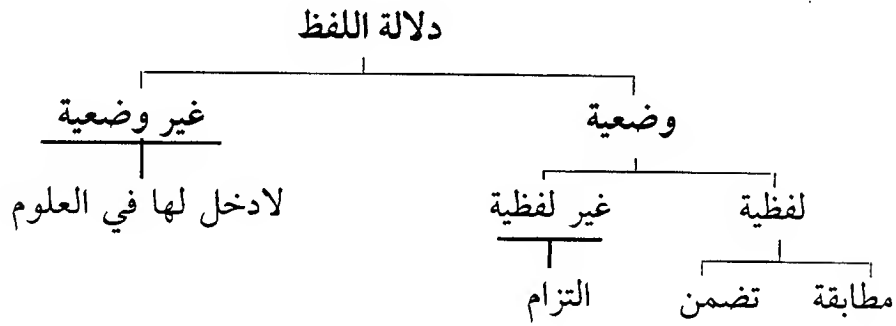 دلالة اللفظ
وضعية
غير وضعية
لفظية
غير لفظية
لادخل لها في العلوم
مطابقة
تضمن
التزام